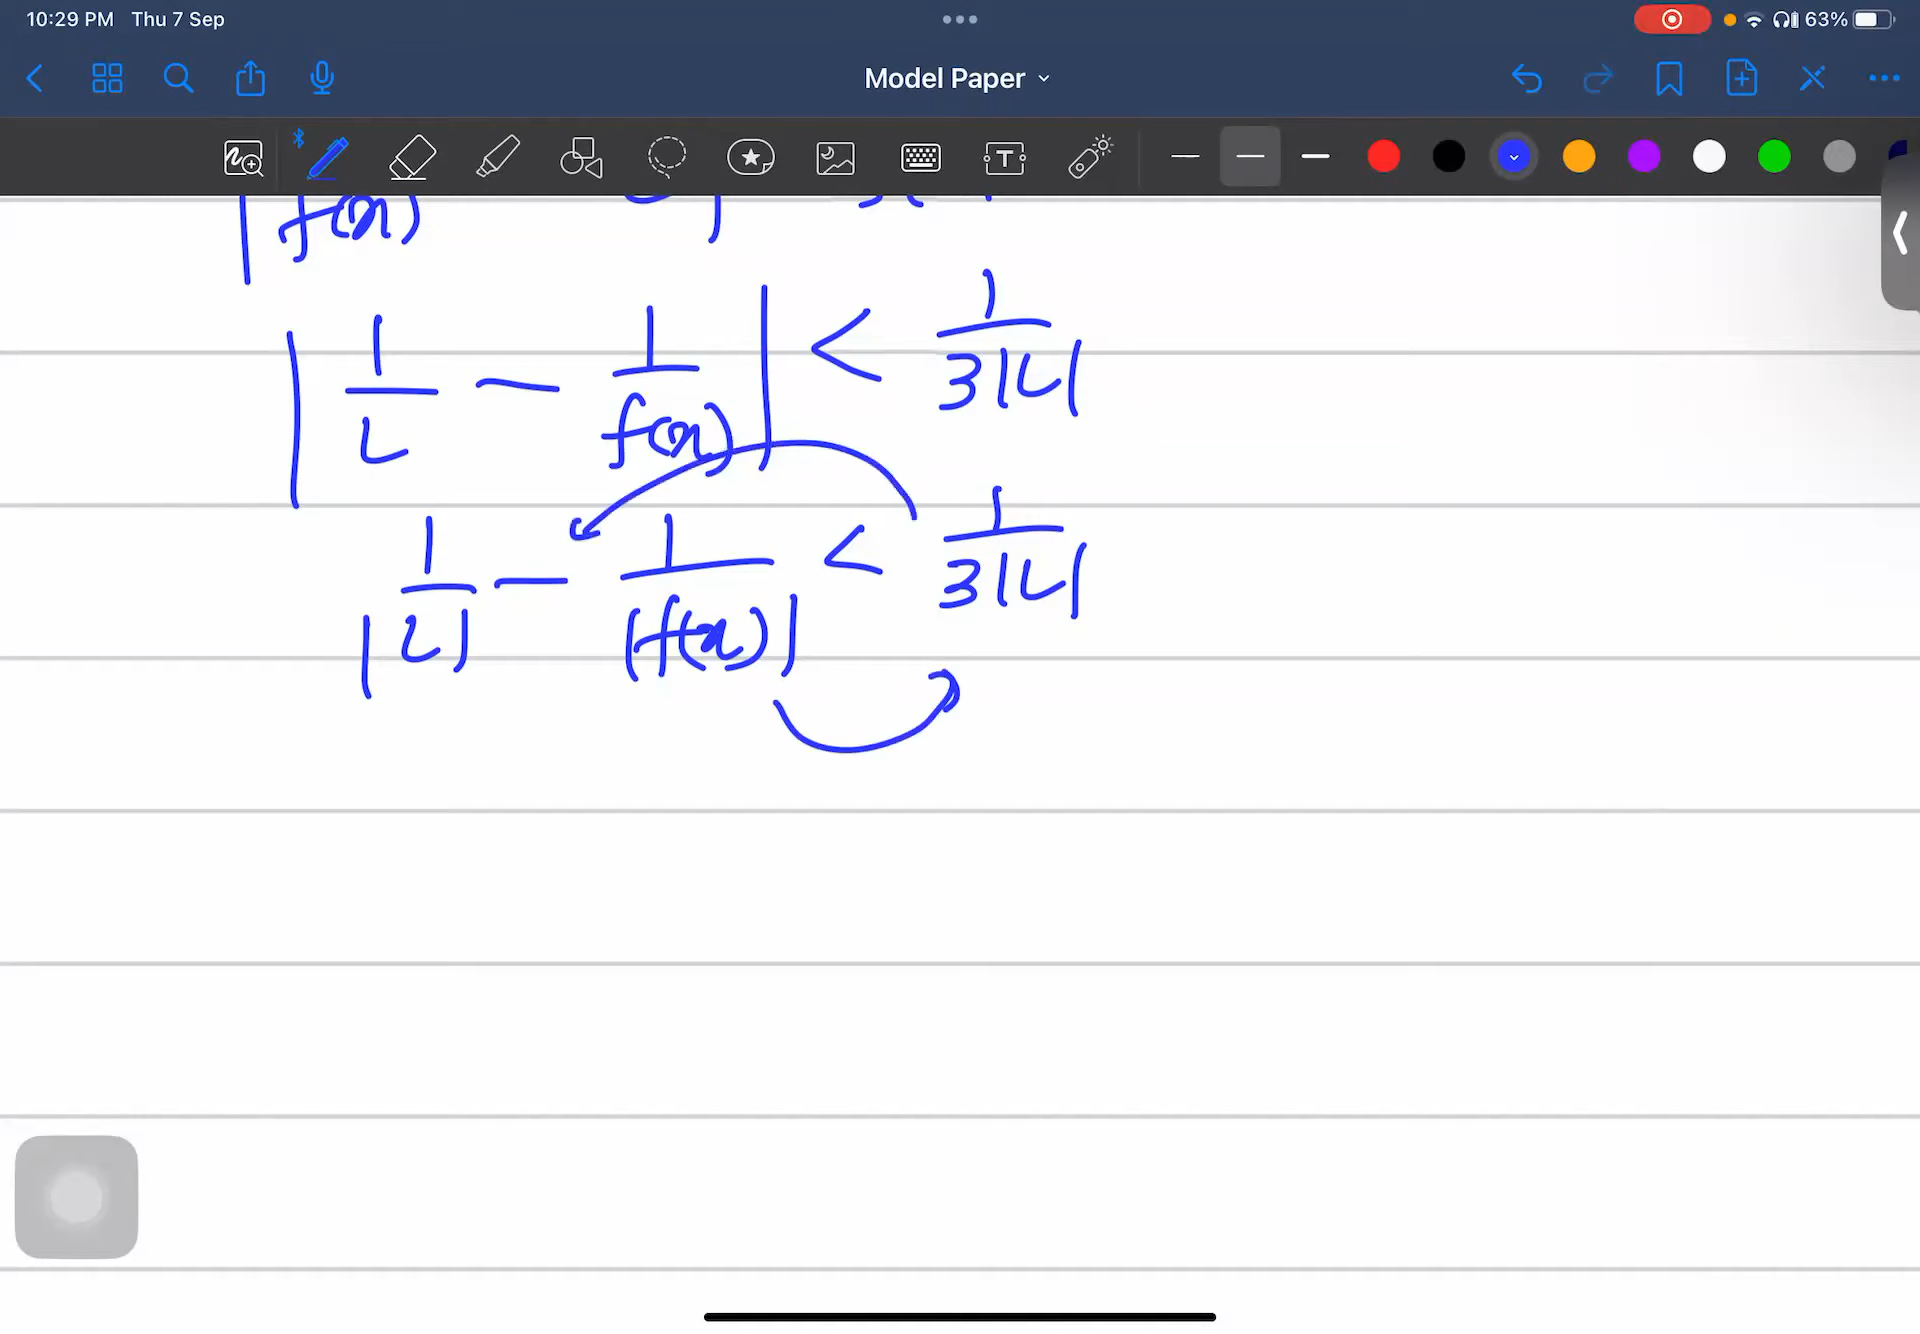 10:29 PM Thu 7 Sep
63%
Model Paper
T
f(x)
| 1/L - 1/f(x) | < 1/3|L|
1/|L| - 1/|f(x)| < 1/3|L|